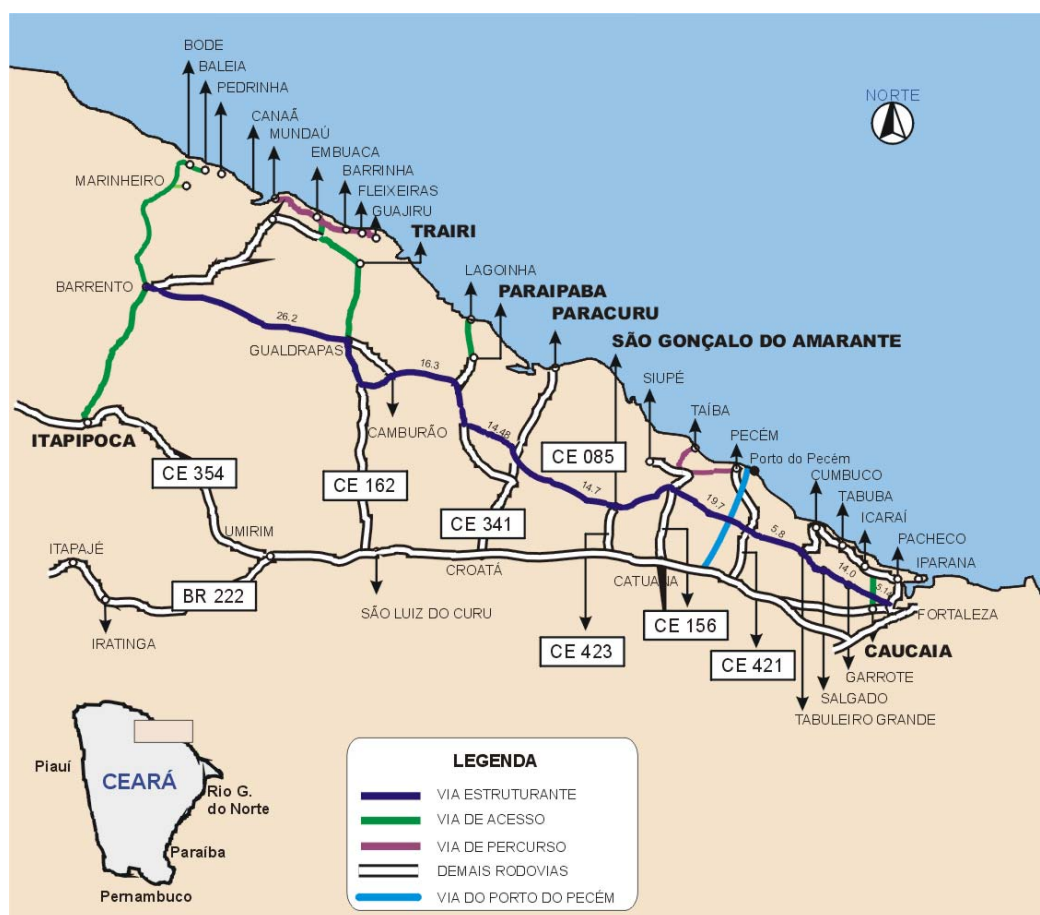 BODE
BALEIA
PEDRINHA
NORTE
CANAÃ
MUNDAÚ
EMBUACA
BARRINHA
FLEIXEIRAS
GUAJIRU
MARINHEIRO
TRAIRI
LAGOINHA
PARAIPABA
PARACURU
BARRENTO
26.2
SÃO GONÇALO DO AMARANTE
GUALDRAPAS
16.3
SIUPÉ
TAÍBA
CAMBURÃO
14.48
PECÉM
ITAPIPOCA
CE 354
CE 085
Porto do Pecém
CUMBUCO
CE 162
14.7
TABUBA
19.7
ICARAÍ
CE 341
5.8
PACHECO
UMIRIM
IPARANA
ITAPAJÉ
CROATÁ
14.0
CATUANA
BR 222
SÃO LUIZ DO CURU
FORTALEZA
IRATINGA
CE 156
CE 423
CE 421
CAUCAIA
GARROTE
SALGADO
TABULEIRO GRANDE
Piauí
CEARÁ
Rio G.
do Norte
Paraíba
Pernambuco
LEGENDA
VIA ESTRUTURANTE
VIA DE ACESSO
VIA DE PERCURSO
DEMAIS RODOVIAS
VIA DO PORTO DO PECÉM